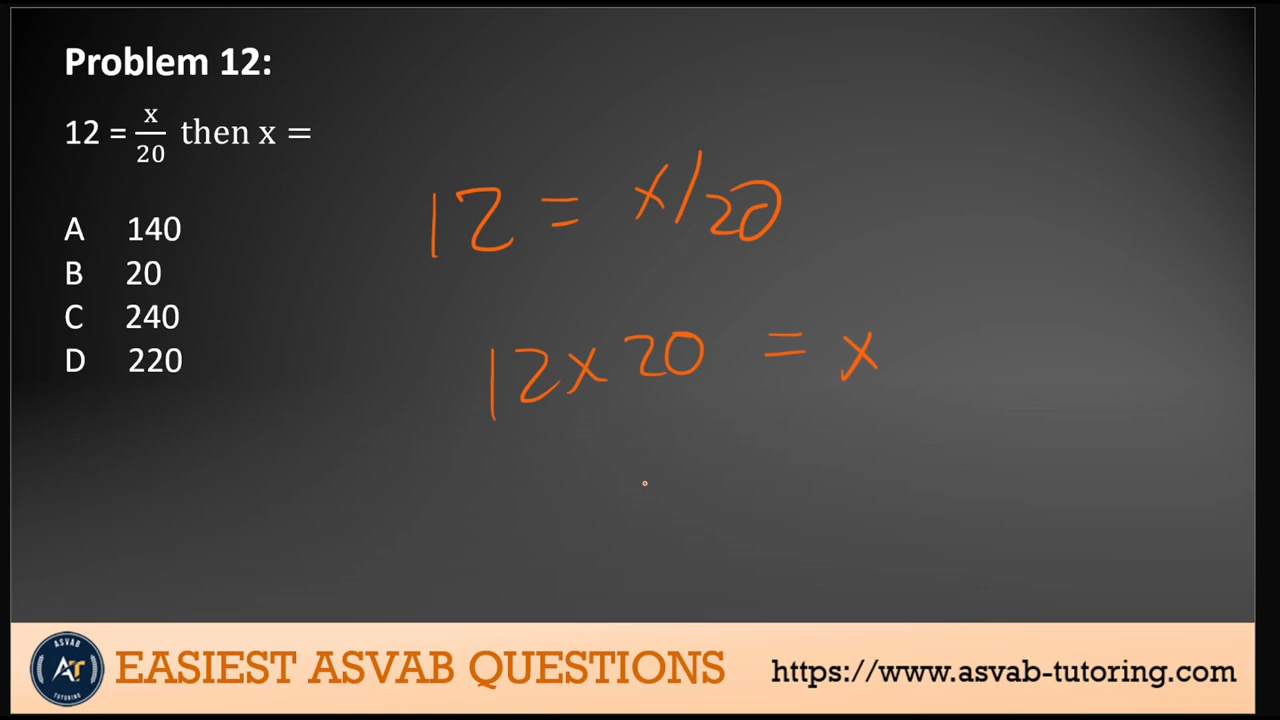 Problem 12:
12 = x/20 then x =
A 140
B 20
C 240
D 220
12 = x/20
12 x 20 = x
ASVAB
AT
TUTORING
EASIEST ASVAB QUESTIONS
https://www.asvab-tutoring.com